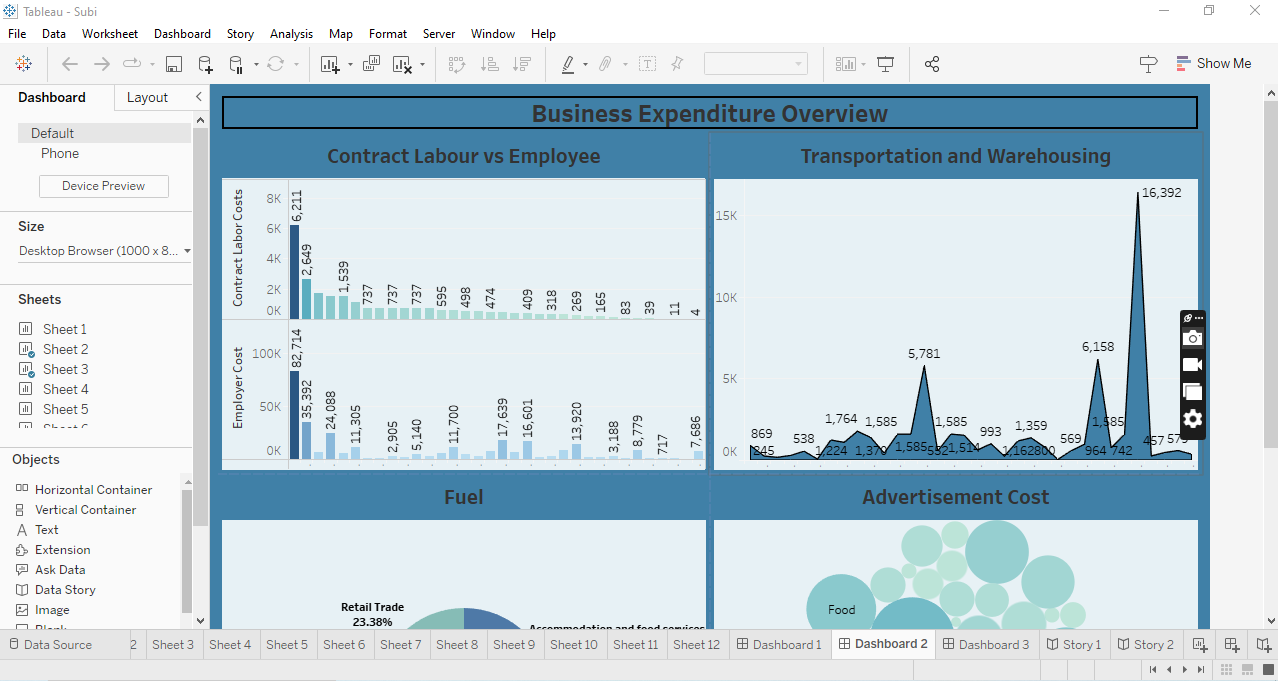 Tableau - Subi
File Data Worksheet Dashboard Story Analysis Map Format Server Window Help
Show Me
Dashboard Layout
Default
Phone
Device Preview
Size
Desktop Browser (1000 x 8...
Sheets
Sheet 1
Sheet 2
Sheet 3
Sheet 4
Sheet 5
Objects
Horizontal Container
Vertical Container
Text
Extension
Ask Data
Data Story
Image
Business Expenditure Overview
Contract Labour vs Employee
Contract Labor Costs
8K
6K
4K
2K
0K
6,211 2,649 1,539 737 737 737 595 498 474 409 318 269 165 83 39 11 4
Employer Cost
100K
50K
0K
82,714 35,392 24,088 11,305 2,905 5,140 11,700 17,639 16,601 13,920 3,188 8,779 717 7,686
Transportation and Warehousing
15K
10K
5K
0K
16,392
6,158
5,781
1,764 1,585 1,585 993 1,359 1,585
869 538 569 457 575
245 1,224 1,370 1,585 552 1,514 1,162 800 964 742
Fuel
Retail Trade
23.38%
Accommodation and food services
Advertisement Cost
Food
Data Source 2 Sheet 3 Sheet 4 Sheet 5 Sheet 6 Sheet 7 Sheet 8 Sheet 9 Sheet 10 Sheet 11 Sheet 12 Dashboard 1 Dashboard 2 Dashboard 3 Story 1 Story 2